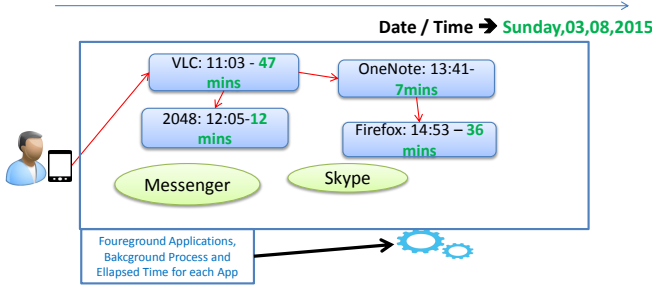 Date / Time → Sunday,03,08,2015
VLC: 11:03 - 47
mins
OneNote: 13:41-
7mins
2048: 12:05-12
mins
Firefox: 14:53 – 36
mins
Messenger
Skype
Foureground Applications,
Bakcground Process and
Ellapsed Time for each App